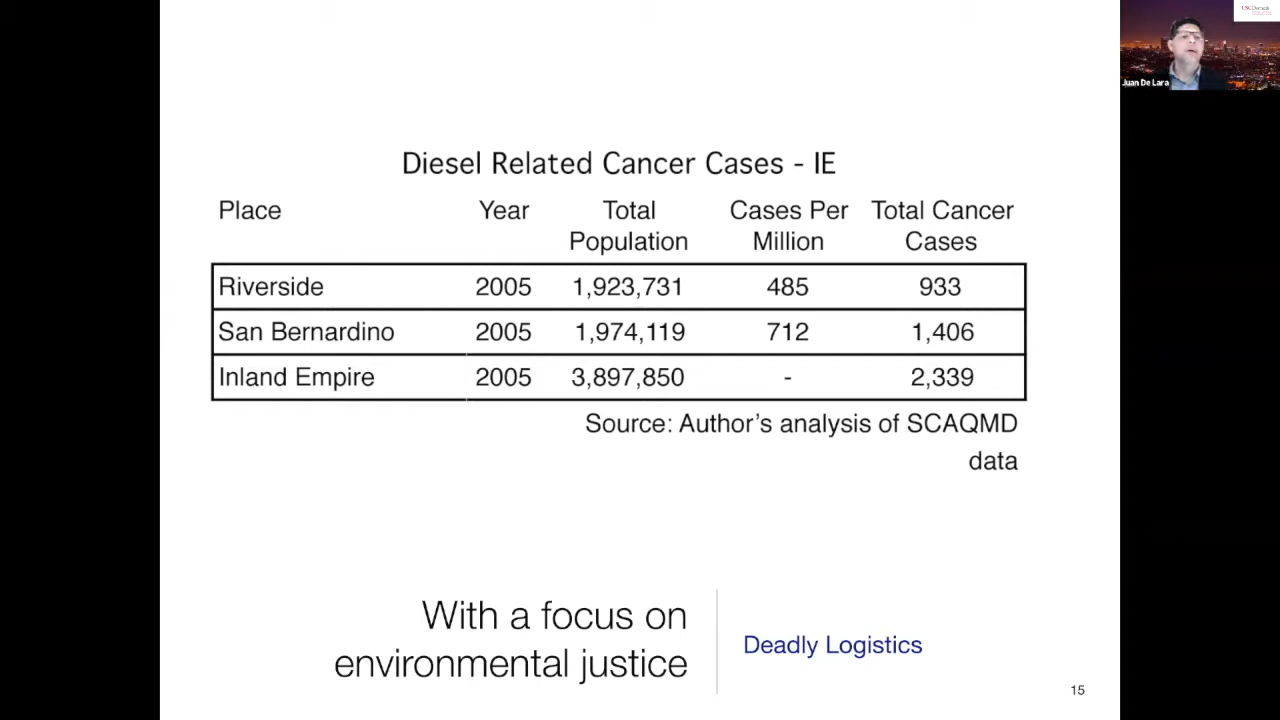 USC Dornsife
Juan De Lara
Diesel Related Cancer Cases - IE
Place Year Total Population Cases Per Million Total Cancer Cases
Riverside 2005 1,923,731 485 933
San Bernardino 2005 1,974,119 712 1,406
Inland Empire 2005 3,897,850 - 2,339
Source: Author's analysis of SCAQMD
data
With a focus on
environmental justice
Deadly Logistics
15